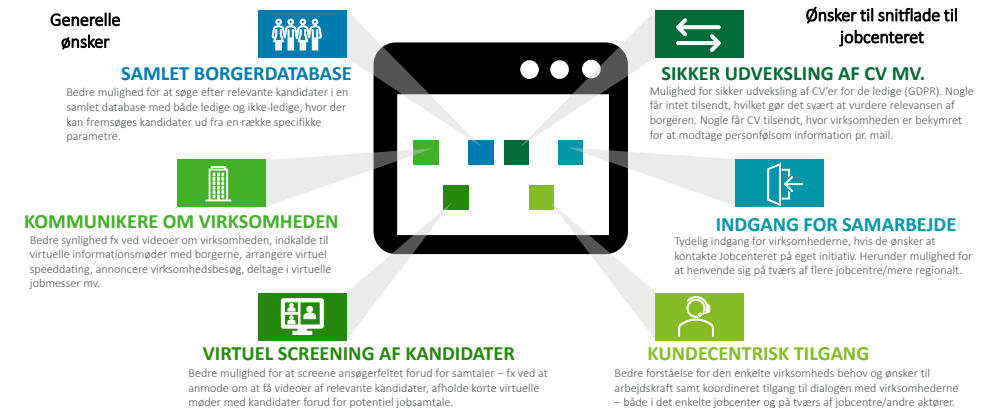 Generelle
ønsker
SAMLET BORGERDATABASE
Bedre mulighed for at søge efter relevante kandidater i en
samlet database med både ledige og ikke-ledige, hvor der
kan fremsøges kandidater ud fra en række specifikke
parametre.
KOMMUNIKERE OM VIRKSOMHEDEN
Bedre synlighed fx ved videoer om virksomheden, indkalde til
virtuelle informationsmøder med borgerne, arrangere virtuel
speeddating, annoncere virksomhedsbesøg, deltage i virtuelle
jobmesser mv.
VIRTUEL SCREENING AF KANDIDATER
Bedre mulighed for at screene ansøgerfeltet forud for samtaler – fx ved at
anmode om at få videoer af relevante kandidater, afholde korte virtuelle
møder med kandidater forud for potentiel jobsamtale.
Ønsker til snitflade til
jobcenteret
SIKKER UDVEKSLING AF CV MV.
Mulighed for sikker udveksling af CV'er for de ledige (GDPR). Nogle
får intet tilsendt, hvilket gør det svært at vurdere relevansen af
borgeren. Nogle får CV tilsendt, hvor virksomheden er bekymret
for at modtage personfølsom information pr. mail.
INDGANG FOR SAMARBEJDE
Tydelig indgang for virksomhederne, hvis de ønsker at
kontakte Jobcenteret på eget initiativ. Herunder mulighed for
at henvende sig på tværs af flere jobcentre/mere regionalt.
KUNDECENTRISK TILGANG
Bedre forståelse for den enkelte virksomheds behov og ønsker til
arbejdskraft samt koordineret tilgang til dialogen med virksomhederne
– både i det enkelte jobcenter og på tværs af jobcentre/andre aktører.